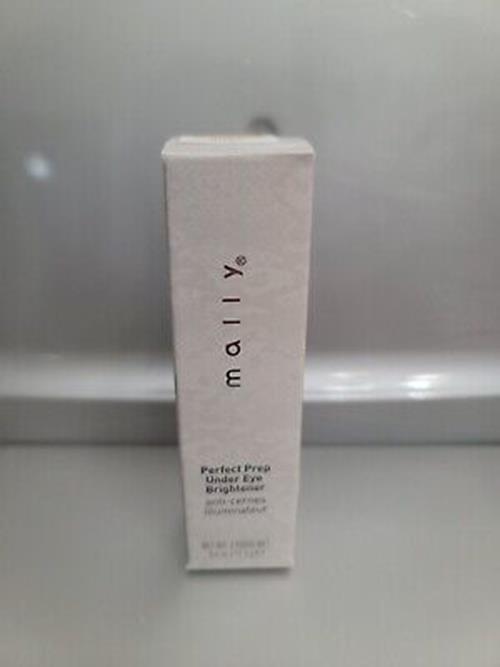 mally®
Perfect Prep
Under Eye
Brightener
anti-cernes
illuminateur